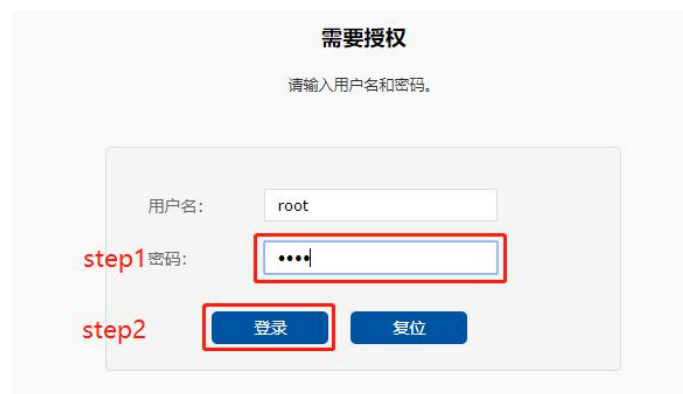 需要授权
请输入用户名和密码。
用户名: root
step1 密码: ••••
step2 登录 复位